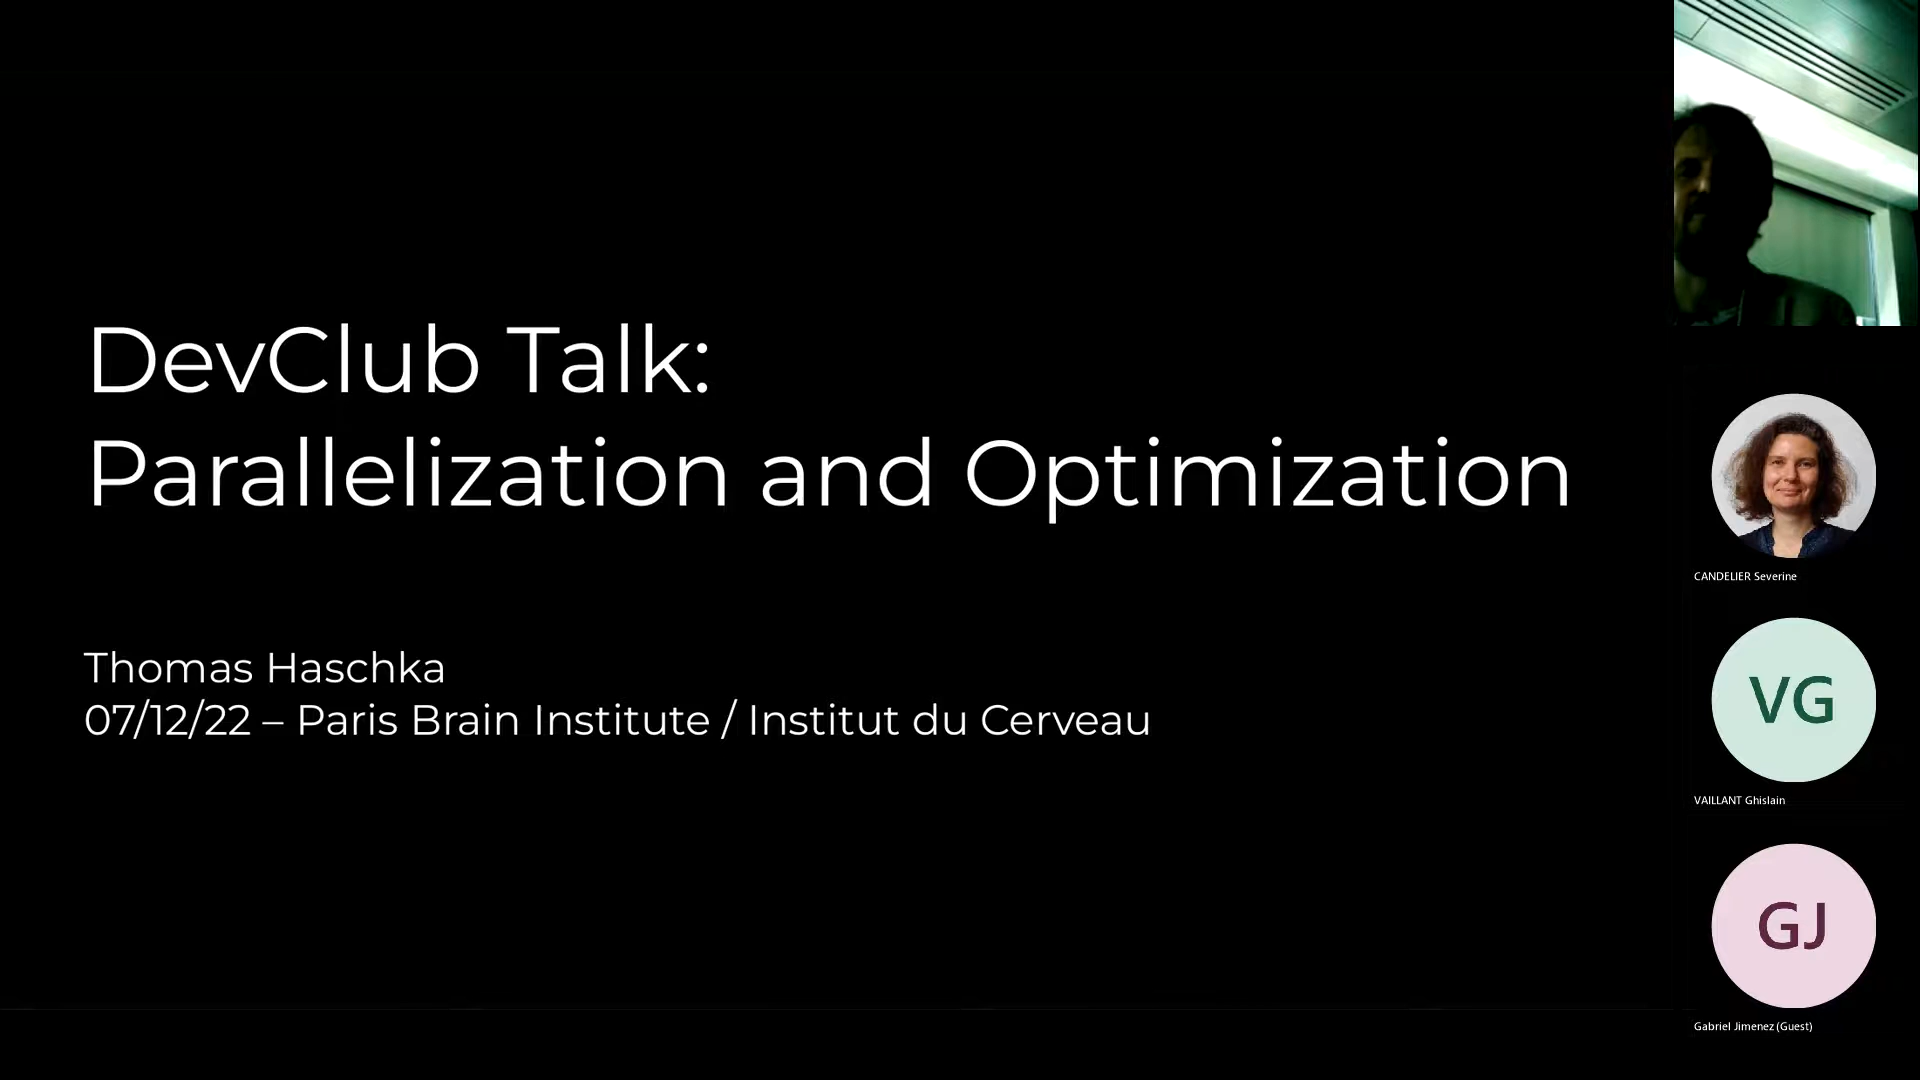 DevClub Talk:
Parallelization and Optimization
Thomas Haschka
07/12/22 – Paris Brain Institute / Institut du Cerveau
CANDELIER Severine
VG
VAILLANT Ghislain
GJ
Gabriel Jimenez (Guest)